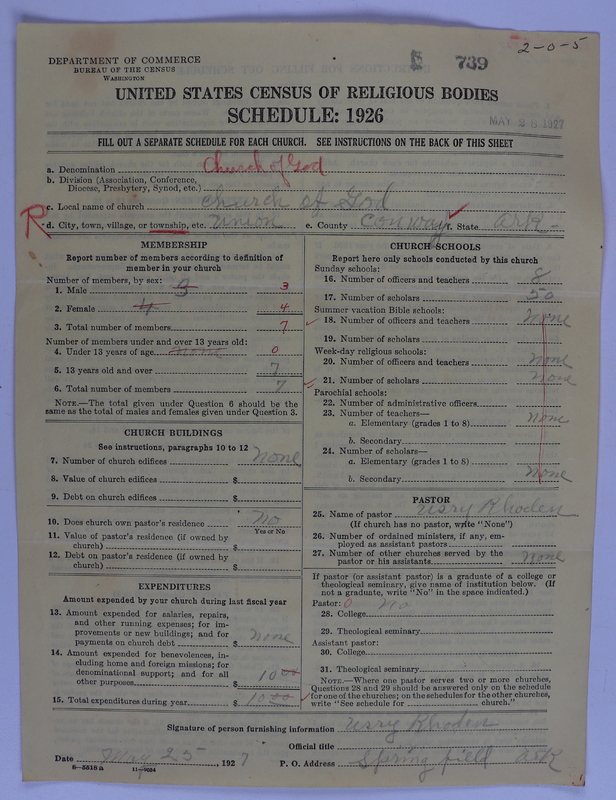 2-0-5
DEPARTMENT OF COMMERCE
BUREAU OF THE CENSUS
WASHINGTON
E 739
UNITED STATES CENSUS OF RELIGIOUS BODIES
SCHEDULE: 1926
MAY 28 1927
FILL OUT A SEPARATE SCHEDULE FOR EACH CHURCH. SEE INSTRUCTIONS ON THE BACK OF THIS SHEET
a. Denomination Church of God
b. Division (Association, Conference,
Diocese, Presbytery, Synod, etc.)
c. Local name of church Church of God
R d. City, town, village, or township, etc. Union e. County Conway f. State Ark-
MEMBERSHIP
Report number of members according to definition of
member in your church
Number of members, by sex:
1. Male 3 3
2. Female 4 4
3. Total number of members 7
Number of members under and over 13 years old:
4. Under 13 years of age none 0
5. 13 years old and over 7
6. Total number of members 7
NOTE.—The total given under Question 6 should be
the same as the total of males and females given under Question 3.
CHURCH BUILDINGS
See instructions, paragraphs 10 to 12
7. Number of church edifices None
8. Value of church edifices $
9. Debt on church edifices $
10. Does church own pastor's residence No
Yes or No
11. Value of pastor's residence (if owned by
church) $
12. Debt on pastor's residence (if owned by
church) $
EXPENDITURES
Amount expended by your church during last fiscal year
13. Amount expended for salaries, repairs,
and other running expenses; for im-
provements or new buildings; and for
payments on church debt $ None
14. Amount expended for benevolences, in-
cluding home and foreign missions; for
denominational support; and for all
other purposes $ 10 00
15. Total expenditures during year $ 10 00
CHURCH SCHOOLS
Report here only schools conducted by this church
Sunday schools:
16. Number of officers and teachers 8
17. Number of scholars 50
Summer vacation Bible schools:
18. Number of officers and teachers None
19. Number of scholars
Week-day religious schools:
20. Number of officers and teachers None
21. Number of scholars None
Parochial schools:
22. Number of administrative officers
23. Number of teachers—
a. Elementary (grades 1 to 8) None
b. Secondary
24. Number of scholars—
a. Elementary (grades 1 to 8)
b. Secondary None
PASTOR
25. Name of pastor Ussry Rhoden
(If church has no pastor, write "None")
26. Number of ordained ministers, if any, em-
ployed as assistant pastors
27. Number of other churches served by the
pastor or his assistants None
If pastor (or assistant pastor) is a graduate of a college or
theological seminary, give name of institution below. (If
not a graduate, write "No" in the space indicated.)
Pastor: 0 No
28. College
29. Theological seminary
Assistant pastor:
30. College
31. Theological seminary
NOTE.—Where one pastor serves two or more churches,
Questions 28 and 29 should be answered only on the schedule
for one of the churches; on the schedules for the other churches,
write "See schedule for church."
Signature of person furnishing information Ussry Rhoden
Official title
Date May 25, 1927 P. O. Address Springfield Ark
8-5518 a 11-9054